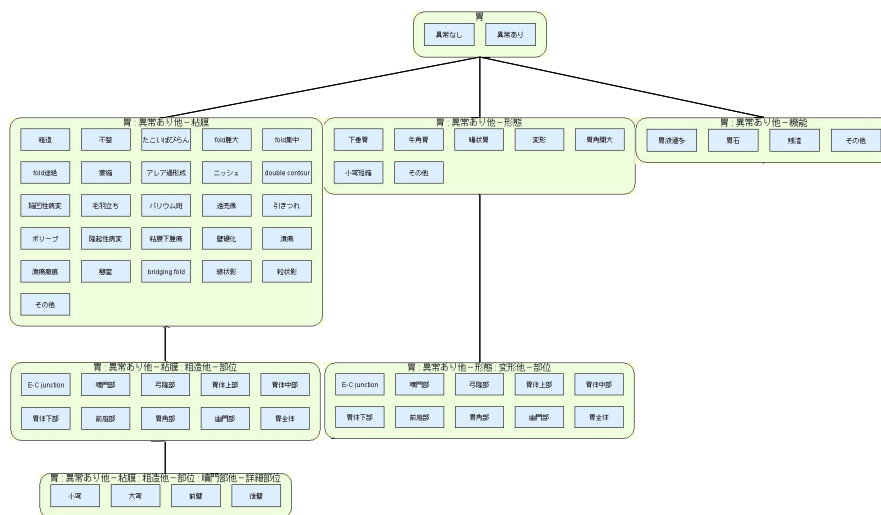 胃
異常なし 異常あり
胃 : 異常あり他－粘膜
粗造 不整 たこいぼびらん fold腫大 fold集中
fold途絶 萎縮 アレア過形成 ニッシェ double contour
陥凹性病変 毛羽立ち バリウム斑 透亮像 引きつれ
ポリープ 隆起性病変 粘膜下腫瘍 壁硬化 潰瘍
潰瘍瘢痕 憩室 bridging fold 線状影 粒状影
その他
胃 : 異常あり他－形態
下垂胃 牛角胃 瀑状胃 変形 胃角開大
小弯短縮 その他
胃 : 異常あり他－機能
胃液過多 胃石 残渣 その他
胃 : 異常あり他－粘膜 : 粗造他－部位
E-C junction 噴門部 弓隆部 胃体上部 胃体中部
胃体下部 前庭部 胃角部 幽門部 胃全体
胃 : 異常あり他－形態 : 変形他－部位
E-C junction 噴門部 弓隆部 胃体上部 胃体中部
胃体下部 前庭部 胃角部 幽門部 胃全体
胃 : 異常あり他－粘膜 : 粗造他－部位 : 噴門部他－詳細部位
小弯 大弯 前壁 後壁